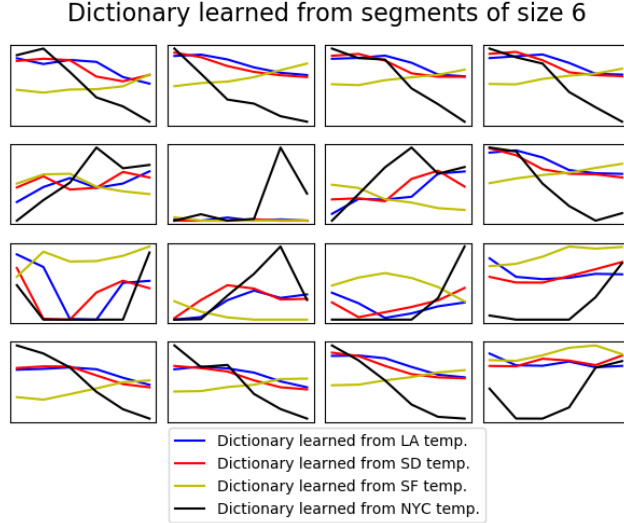 Dictionary learned from segments of size 6
Dictionary learned from LA temp.
Dictionary learned from SD temp.
Dictionary learned from SF temp.
Dictionary learned from NYC temp.